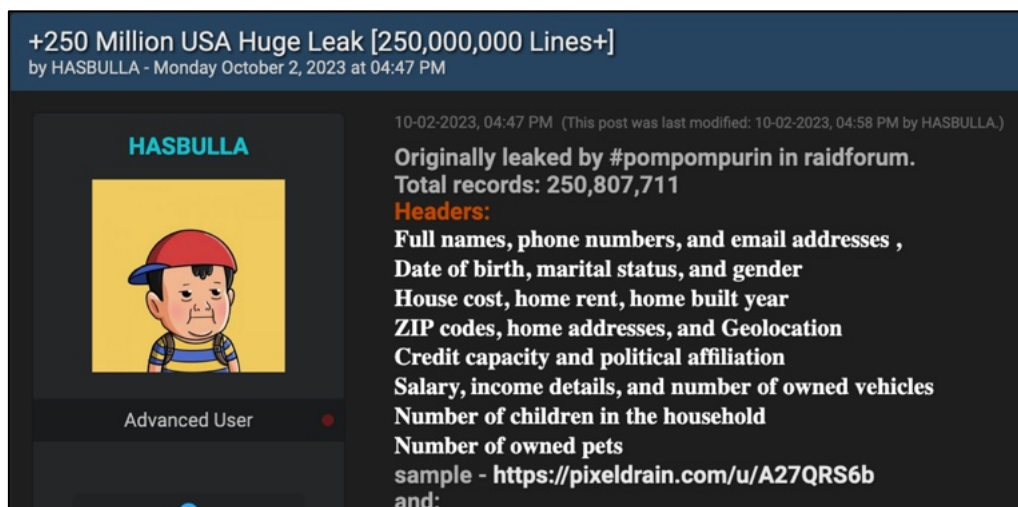 +250 Million USA Huge Leak [250,000,000 Lines+]
by HASBULLA - Monday October 2, 2023 at 04:47 PM
HASBULLA
Advanced User
10-02-2023, 04:47 PM (This post was last modified: 10-02-2023, 04:58 PM by HASBULLA.)
Originally leaked by #pompompurin in raidforum.
Total records: 250,807,711
Headers:
Full names, phone numbers, and email addresses ,
Date of birth, marital status, and gender
House cost, home rent, home built year
ZIP codes, home addresses, and Geolocation
Credit capacity and political affiliation
Salary, income details, and number of owned vehicles
Number of children in the household
Number of owned pets
sample - https://pixeldrain.com/u/A27QRS6b
and: